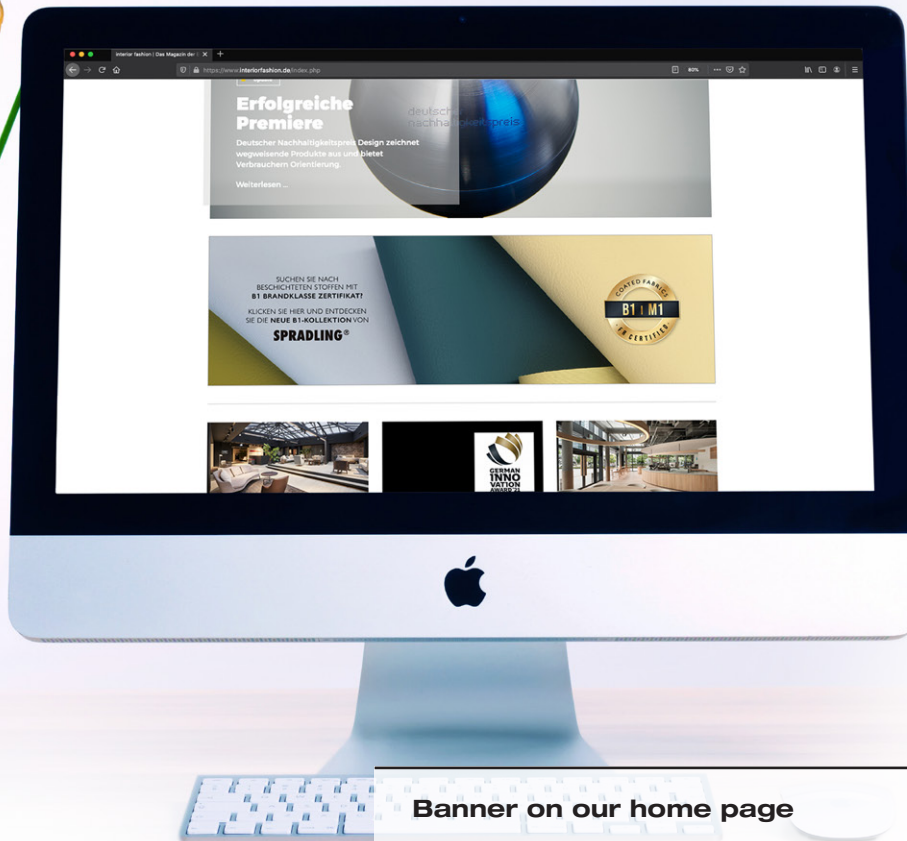 interior fashion | Das Magazin der
https://www.interiorfashion.de/index.php
80%
Erfolgreiche
Premiere
deutscher
nachhaltigkeitspreis
Deutscher Nachhaltigkeitspreis Design zeichnet
wegweisende Produkte aus und bietet
Verbrauchern Orientierung.
Weiterlesen ...
SUCHEN SIE NACH
BESCHICHTETEN STOFFEN MIT
B1 BRANDKLASSE ZERTIFIKAT?
KLICKEN SIE HIER UND ENTDECKEN
SIE DIE NEUE B1-KOLLEKTION VON
SPRADLING®
COATED FABRICS
B1 | M1
FR CERTIFIED
GERMAN
INNO
VATION
AWARD '21
Banner on our home page